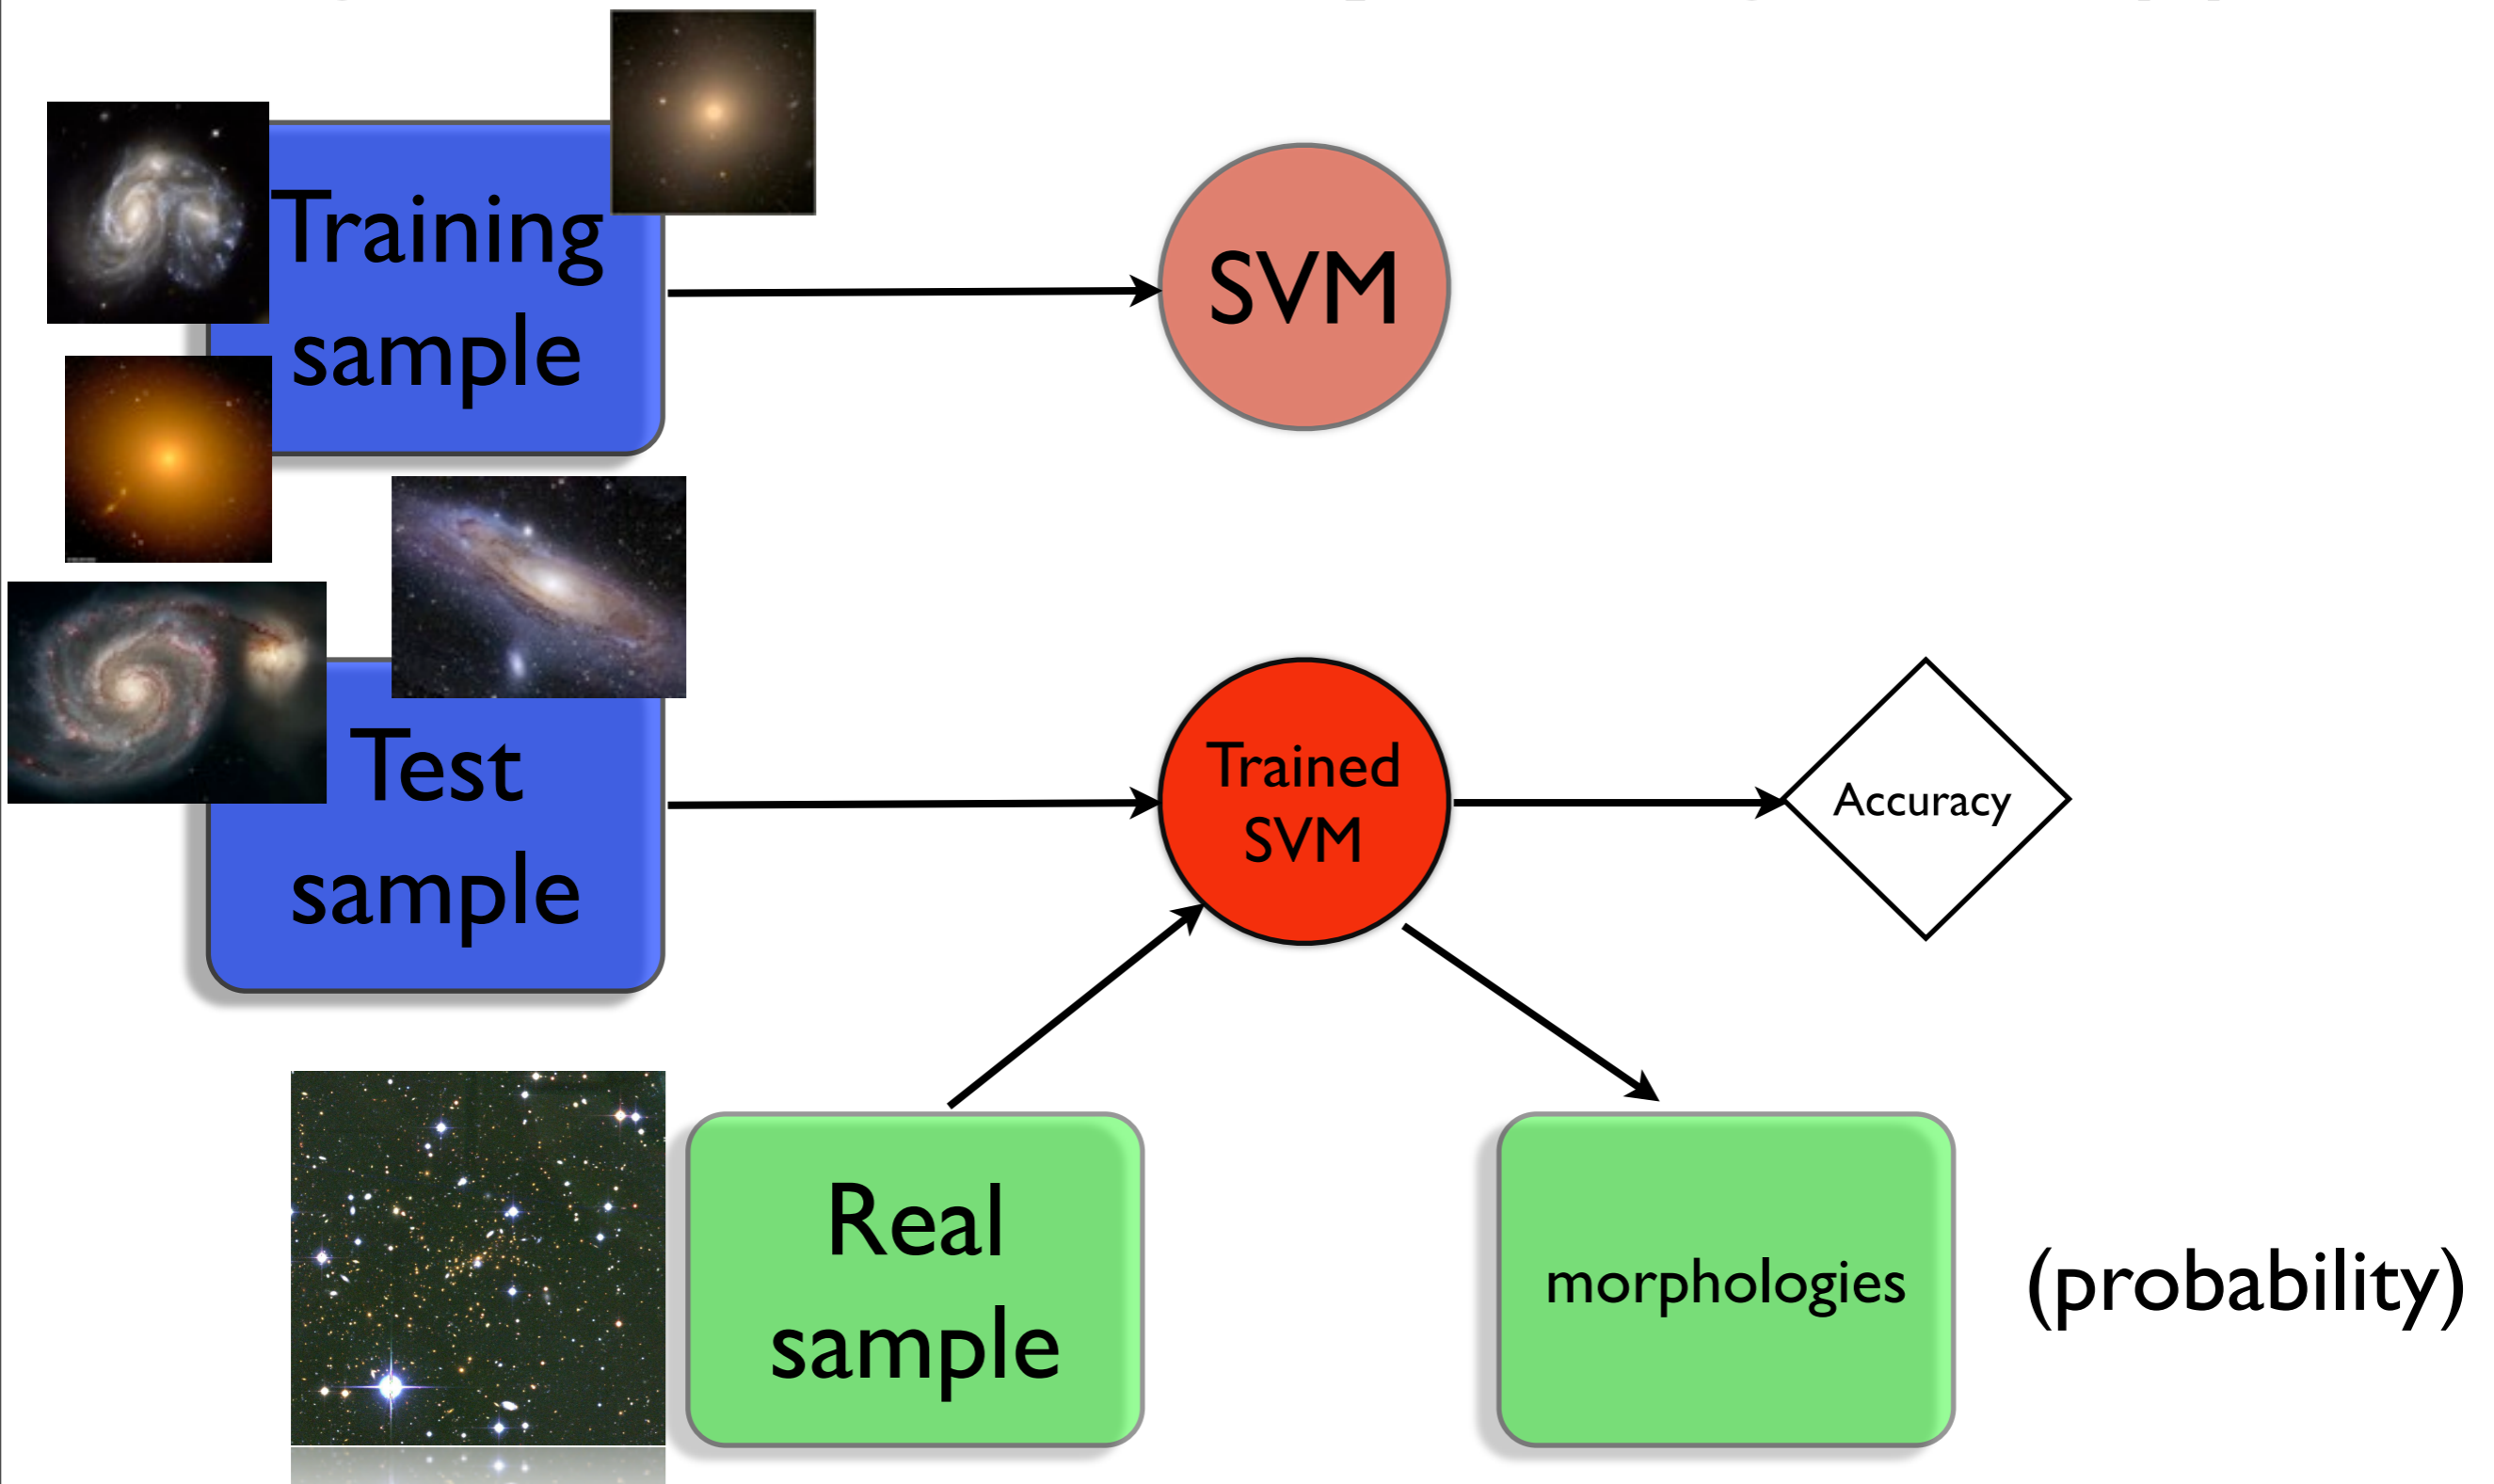 Training
sample
SVM
Test
sample
Trained
SVM
Accuracy
Real
sample
morphologies
(probability)